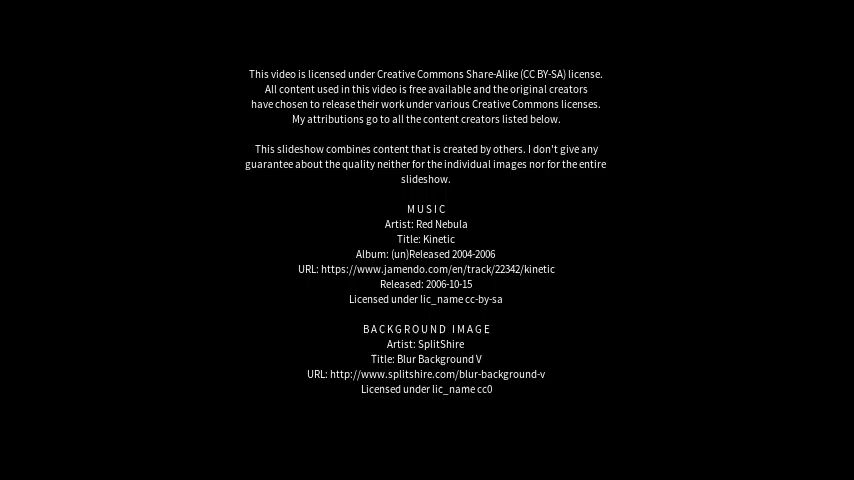 This video is licensed under Creative Commons Share-Alike (CC BY-SA) license.
All content used in this video is free available and the original creators
have chosen to release their work under various Creative Commons licenses.
My attributions go to all the content creators listed below.
This slideshow combines content that is created by others. I don't give any
guarantee about the quality neither for the individual images nor for the entire
slideshow.
MUSIC
Artist: Red Nebula
Title: Kinetic
Album: (un)Released 2004-2006
URL: https://www.jamendo.com/en/track/22342/kinetic
Released: 2006-10-15
Licensed under lic_name cc-by-sa
BACKGROUND IMAGE
Artist: SplitShire
Title: Blur Background V
URL: http://www.splitshire.com/blur-background-v
Licensed under lic_name cc0